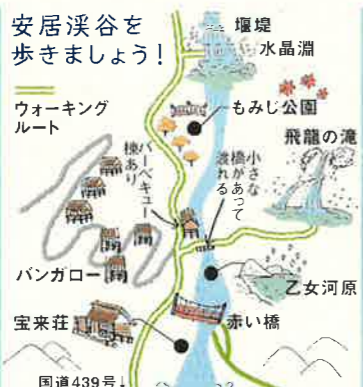 安居渓谷を
歩きましょう!
ウォーキング
ルート
堰堤
水晶淵
もみじ公園
飛龍の滝
小さな
橋があって
渡れる
バーベキュー
棟あり
バンガロー
乙女河原
宝来荘
赤い橋
国道439号↓